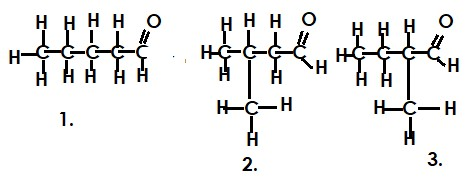 H H H H O
H C C C C C
H H H H H
1.
H H H O
H C C C C
H H H
H C H
H
2.
H H H O
H C C C C
H H H
H C H
H
3.